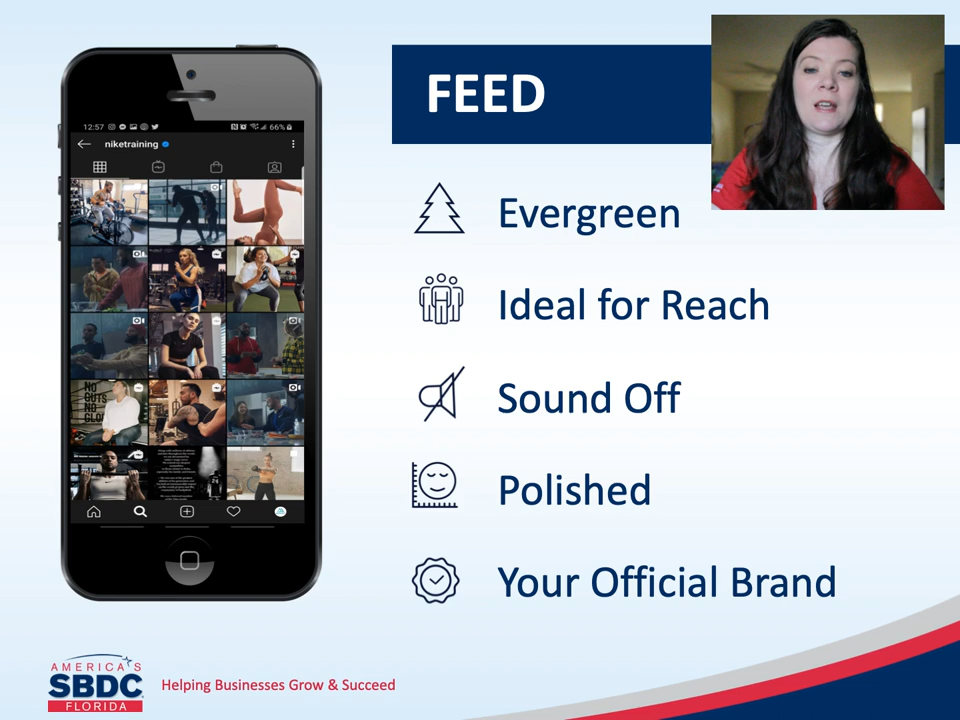 FEED
12:57
66%
niketraining
Evergreen
Ideal for Reach
Sound Off
Polished
Your Official Brand
NO
GUTS
NO
AMERICA'S
SBDC
FLORIDA
Helping Businesses Grow & Succeed